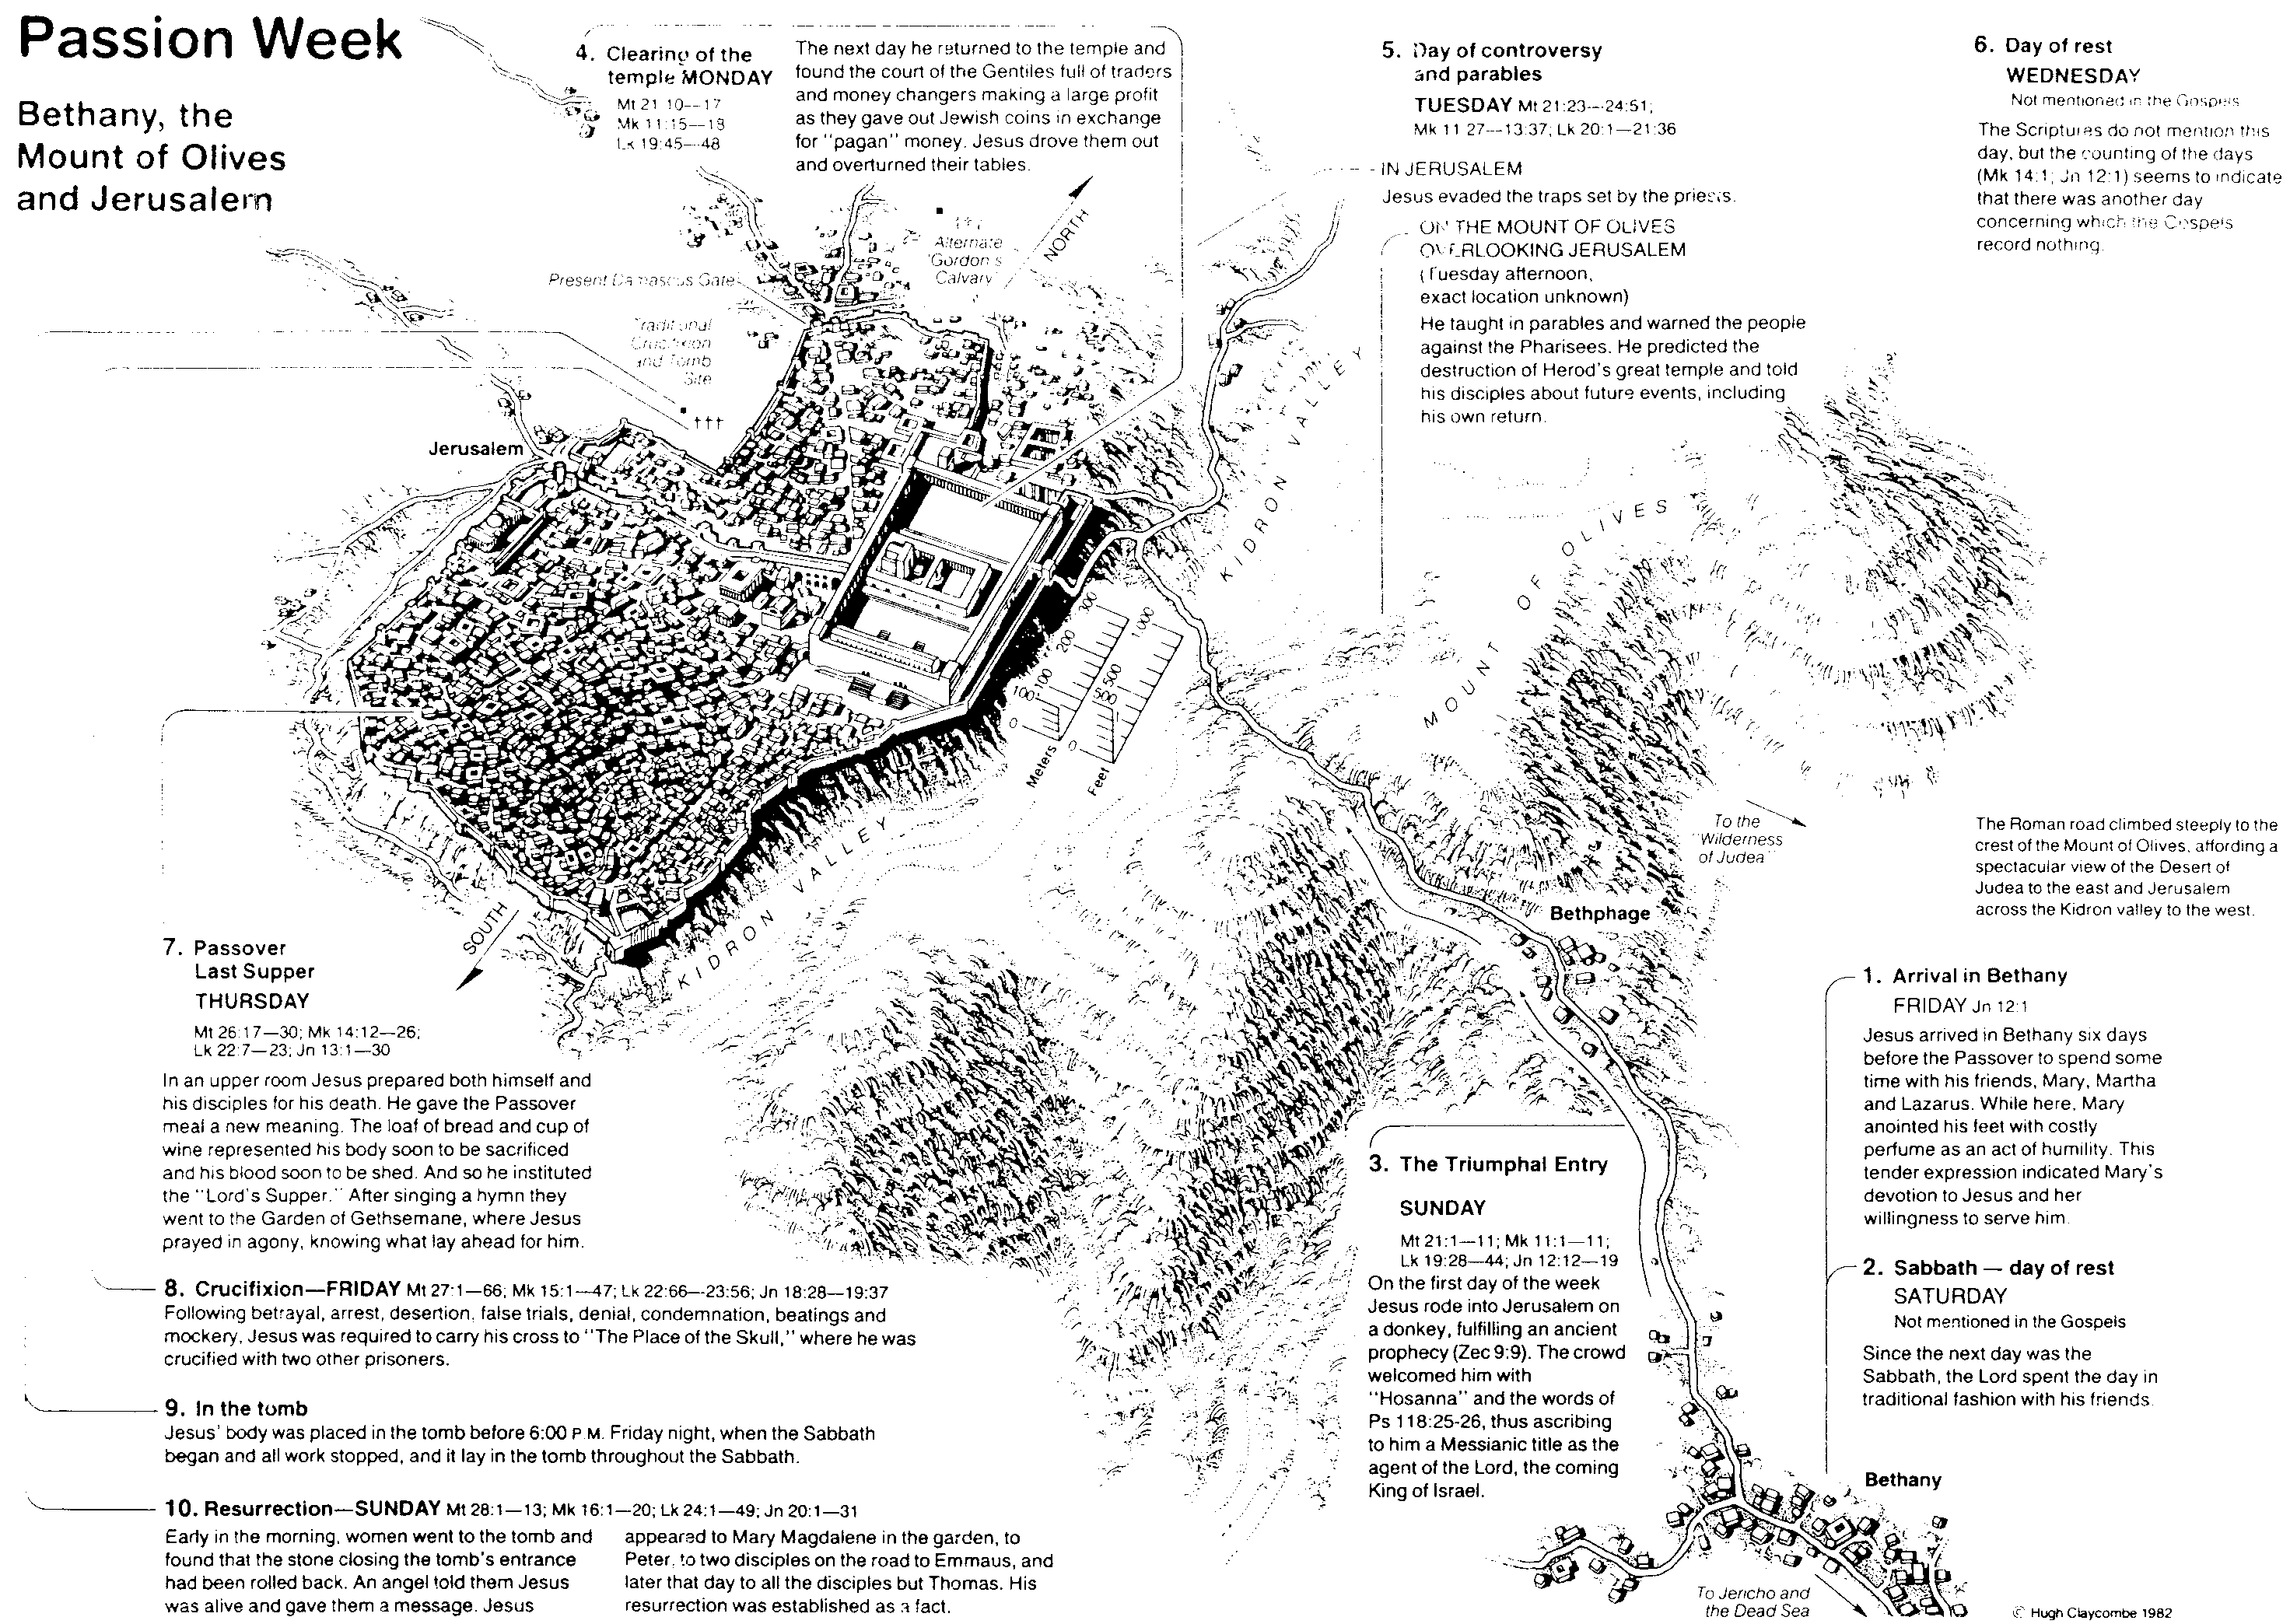 Passion Week
Bethany, the
Mount of Olives
and Jerusalem
4. Clearing of the
temple MONDAY
Mt 21 10--17
Mk 11:15—18
Lk 19:45—48
The next day he returned to the temple and
found the court of the Gentiles full of traders
and money changers making a large profit
as they gave out Jewish coins in exchange
for "pagan" money. Jesus drove them out
and overturned their tables.
5. Day of controversy
and parables
TUESDAY Mt 21:23—24:51;
Mk 11 27—13:37; Lk 20:1—21:36
IN JERUSALEM
Jesus evaded the traps set by the priests.
ON THE MOUNT OF OLIVES
OVERLOOKING JERUSALEM
(Tuesday afternoon,
exact location unknown)
He taught in parables and warned the people
against the Pharisees. He predicted the
destruction of Herod's great temple and told
his disciples about future events, including
his own return.
6. Day of rest
WEDNESDAY
Not mentioned in the Gospels
The Scriptures do not mention this
day, but the counting of the days
(Mk 14:1; Jn 12:1) seems to indicate
that there was another day
concerning which the Gospels
record nothing.
NORTH
Alternate
"Gordon's
Calvary"
Present Damascus Gate
Traditional
Crucifixion
and Tomb
Site
Jerusalem
KIDRON VALLEY
MOUNT OF OLIVES
300
200
100
100
0
Meters
1000
500
500
0
Feet
To the
"Wilderness
of Judea"
The Roman road climbed steeply to the
crest of the Mount of Olives, affording a
spectacular view of the Desert of
Judea to the east and Jerusalem
across the Kidron valley to the west.
Bethphage
SOUTH
KIDRON VALLEY
7. Passover
Last Supper
THURSDAY
Mt 26:17—30; Mk 14:12—26;
Lk 22:7—23; Jn 13:1—30
In an upper room Jesus prepared both himself and
his disciples for his death. He gave the Passover
meal a new meaning. The loaf of bread and cup of
wine represented his body soon to be sacrificed
and his blood soon to be shed. And so he instituted
the "Lord's Supper." After singing a hymn they
went to the Garden of Gethsemane, where Jesus
prayed in agony, knowing what lay ahead for him.
1. Arrival in Bethany
FRIDAY Jn 12:1
Jesus arrived in Bethany six days
before the Passover to spend some
time with his friends, Mary, Martha
and Lazarus. While here, Mary
anointed his feet with costly
perfume as an act of humility. This
tender expression indicated Mary's
devotion to Jesus and her
willingness to serve him.
3. The Triumphal Entry
SUNDAY
Mt 21:1—11; Mk 11:1—11;
Lk 19:28—44; Jn 12:12—19
On the first day of the week
Jesus rode into Jerusalem on
a donkey, fulfilling an ancient
prophecy (Zec 9:9). The crowd
welcomed him with
"Hosanna" and the words of
Ps 118:25-26, thus ascribing
to him a Messianic title as the
agent of the Lord, the coming
King of Israel.
2. Sabbath — day of rest
SATURDAY
Not mentioned in the Gospels
Since the next day was the
Sabbath, the Lord spent the day in
traditional fashion with his friends.
8. Crucifixion—FRIDAY Mt 27:1—66; Mk 15:1—47; Lk 22:66—23:56; Jn 18:28—19:37
Following betrayal, arrest, desertion, false trials, denial, condemnation, beatings and
mockery, Jesus was required to carry his cross to "The Place of the Skull," where he was
crucified with two other prisoners.
9. In the tomb
Jesus' body was placed in the tomb before 6:00 P.M. Friday night, when the Sabbath
began and all work stopped, and it lay in the tomb throughout the Sabbath.
10. Resurrection—SUNDAY Mt 28:1—13; Mk 16:1—20; Lk 24:1—49; Jn 20:1—31
Early in the morning, women went to the tomb and
found that the stone closing the tomb's entrance
had been rolled back. An angel told them Jesus
was alive and gave them a message. Jesus
appeared to Mary Magdalene in the garden, to
Peter, to two disciples on the road to Emmaus, and
later that day to all the disciples but Thomas. His
resurrection was established as a fact.
Bethany
To Jericho and
the Dead Sea
© Hugh Claycombe 1982